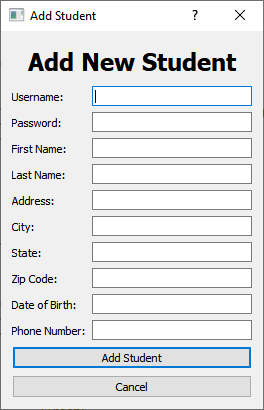 Add Student
?
Add New Student
Username:
Password:
First Name:
Last Name:
Address:
City:
State:
Zip Code:
Date of Birth:
Phone Number:
Add Student
Cancel